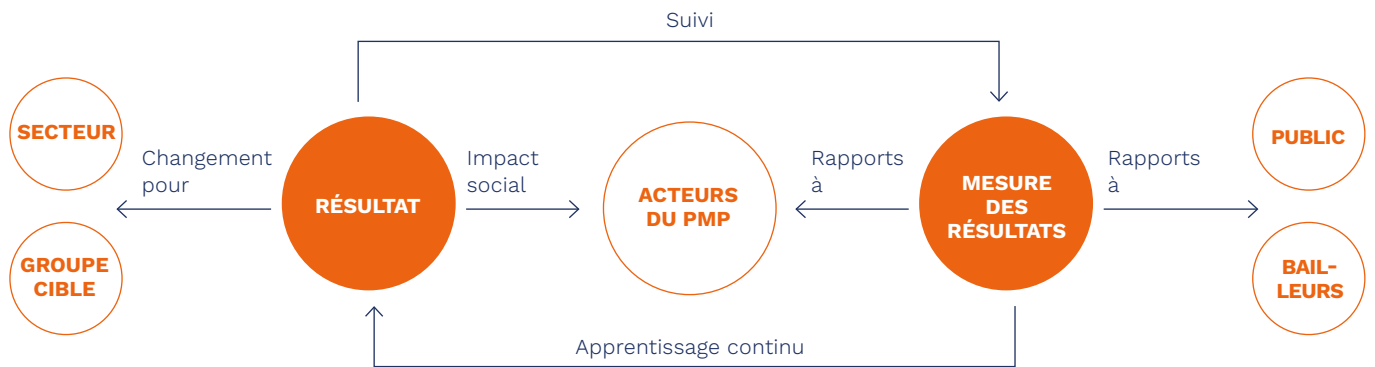 Suivi
SECTEUR
GROUPE
CIBLE
Changement
pour
RÉSULTAT
Impact
social
ACTEURS
DU PMP
Rapports
à
MESURE
DES
RÉSULTATS
Rapports
à
PUBLIC
BAIL-
LEURS
Apprentissage continu